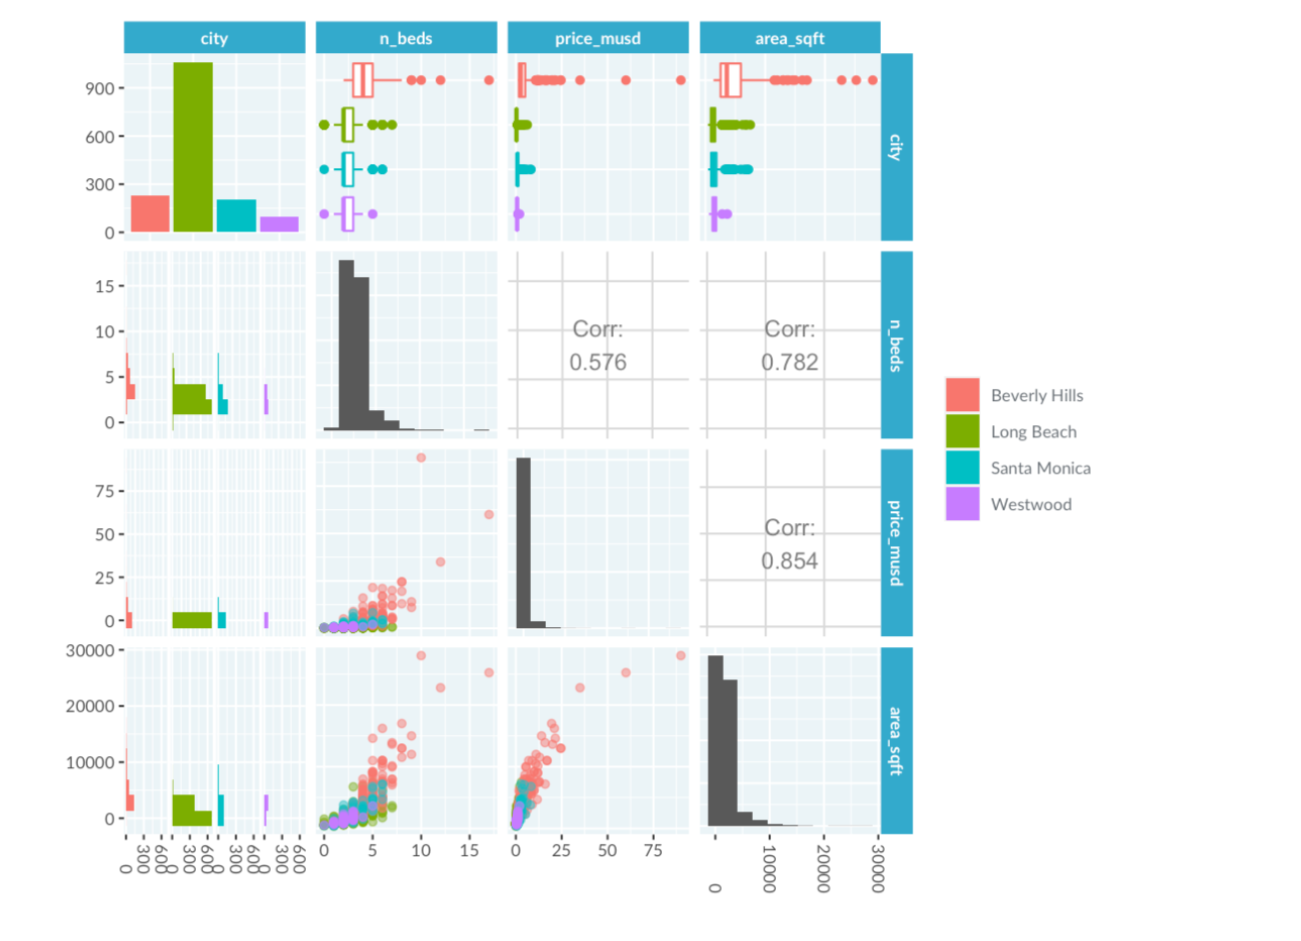 city n_beds price_musd area_sqft
900
600
300
0
city
15
10
5
0
Corr:
0.576
Corr:
0.782
n_beds
75
50
25
0
Corr:
0.854
price_musd
30000
20000
10000
0
area_sqft
0 300 600 0 300 600 0 300 600 0 300 600
0 5 10 15
0 25 50 75
0 10000 20000 30000
Beverly Hills
Long Beach
Santa Monica
Westwood